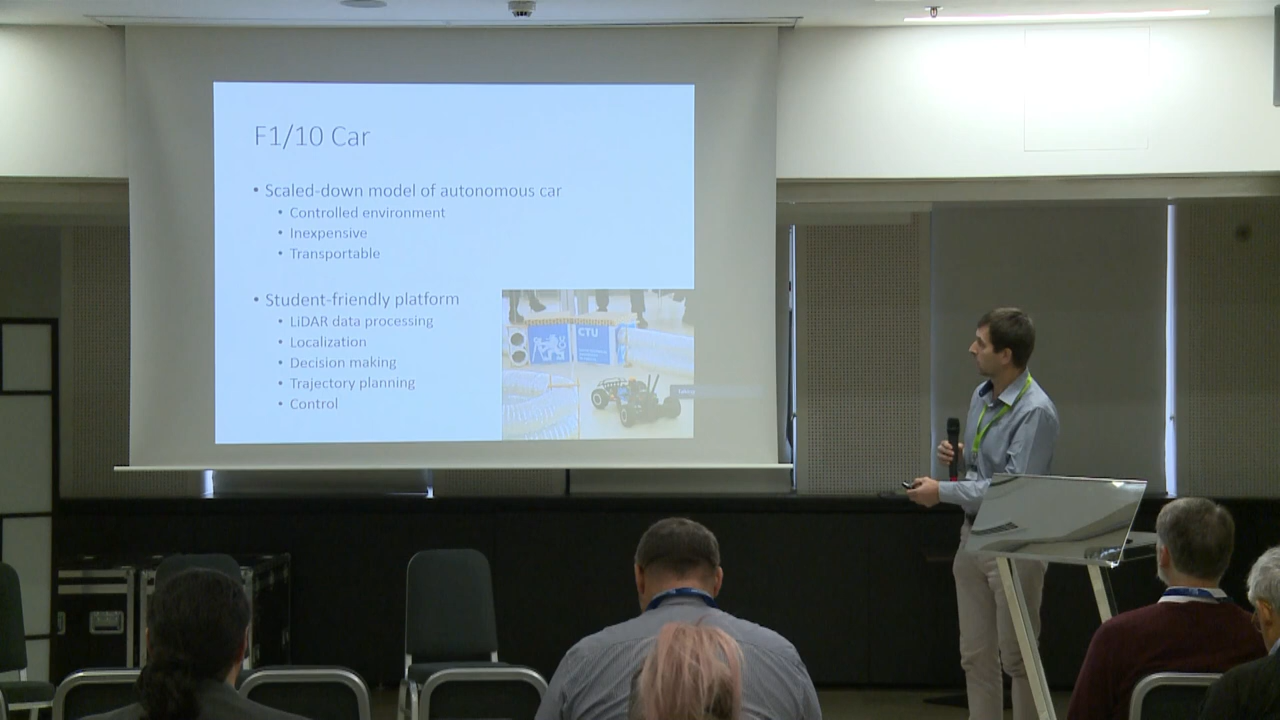 F1/10 Car
• Scaled-down model of autonomous car
• Controlled environment
• Inexpensive
• Transportable
• Student-friendly platform
• LiDAR data processing
• Localization
• Decision making
• Trajectory planning
• Control
CTU